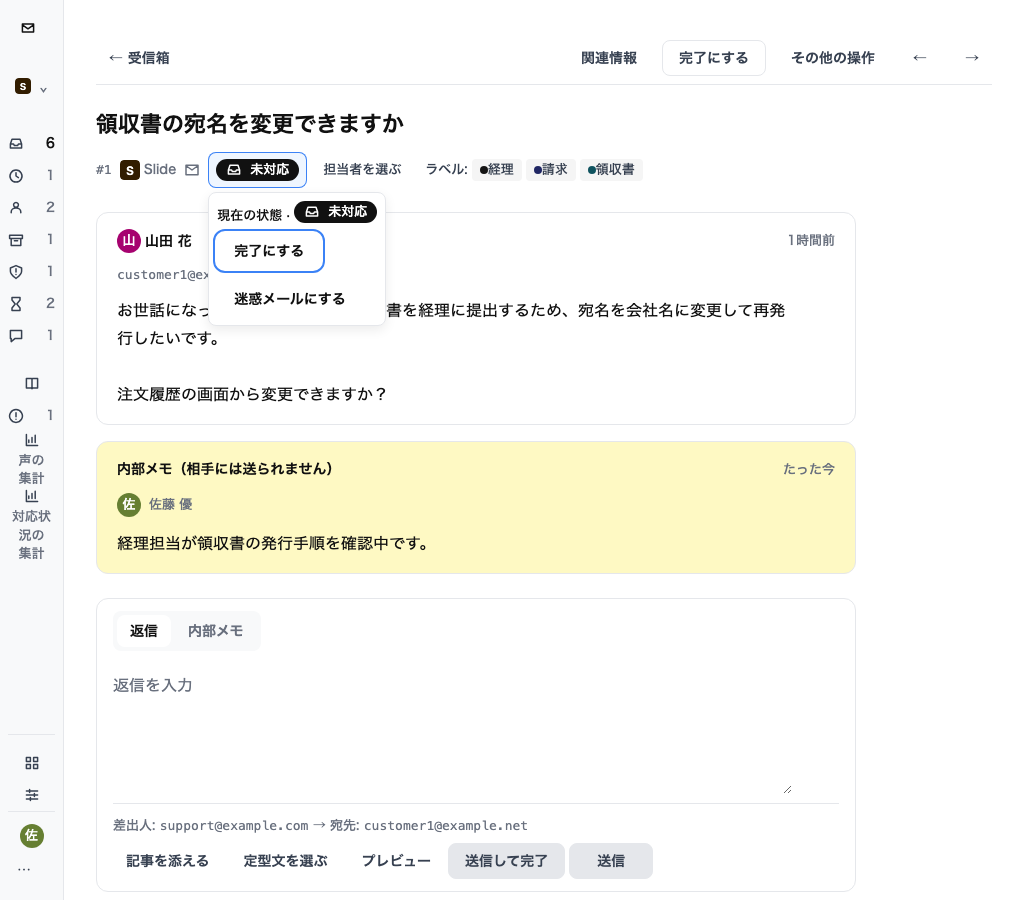 ← 受信箱
関連情報
完了にする
その他の操作
←
→
S
領収書の宛名を変更できますか
#1 S Slide 未対応 担当者を選ぶ ラベル: 経理 請求 領収書
現在の状態 · 未対応
完了にする
迷惑メールにする
6
1
2
1
1
2
1
1
声の
集計
対応状
況の
集計
佐
…
山 山田 花
1時間前
customer1@ex
お世話になっ
書を経理に提出するため、宛名を会社名に変更して再発
行したいです。
注文履歴の画面から変更できますか？
内部メモ（相手には送られません）
たった今
佐 佐藤 優
経理担当が領収書の発行手順を確認中です。
返信 内部メモ
返信を入力
差出人: support@example.com → 宛先: customer1@example.net
記事を添える 定型文を選ぶ プレビュー 送信して完了 送信